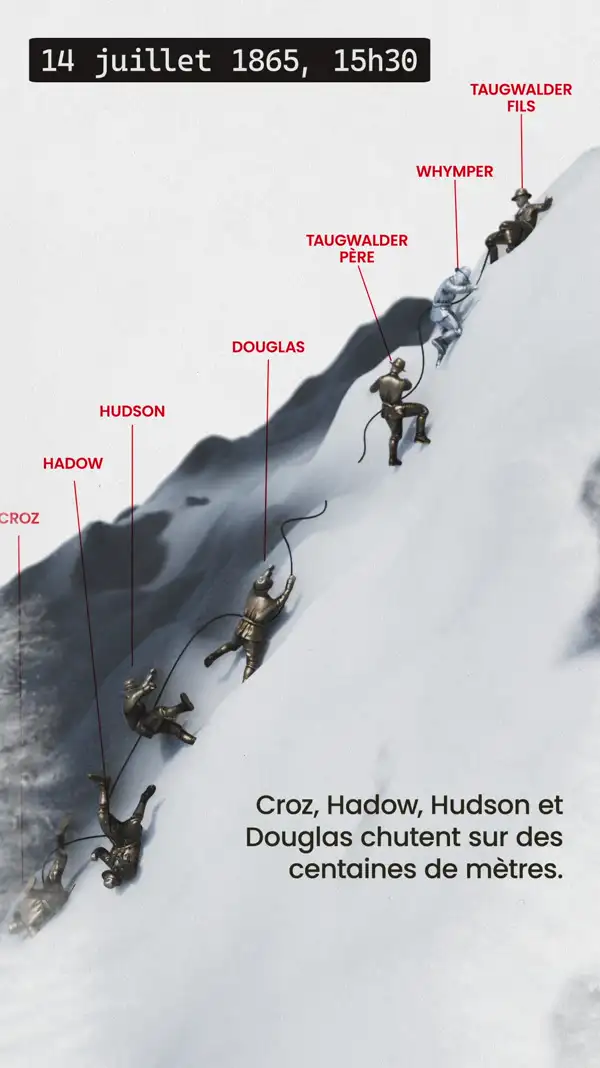 14 juillet 1865, 15h30
TAUGWALDER
FILS
WHYMPER
TAUGWALDER
PÈRE
DOUGLAS
HUDSON
HADOW
CROZ
Croz, Hadow, Hudson et
Douglas chutent sur des
centaines de mètres.